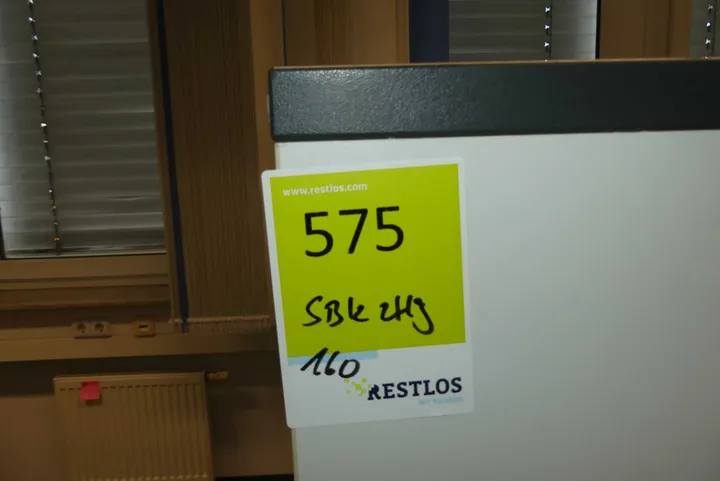 www.restlos.com
575
SBK 2Hg
160
RESTLOS